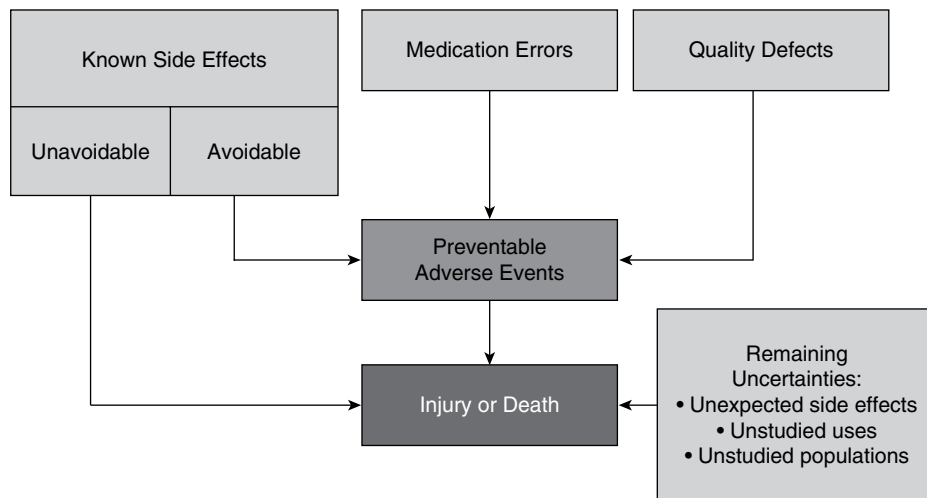 Known Side Effects
Unavoidable
Avoidable
Medication Errors
Quality Defects
Preventable
Adverse Events
Injury or Death
Remaining
Uncertainties:
• Unexpected side effects
• Unstudied uses
• Unstudied populations